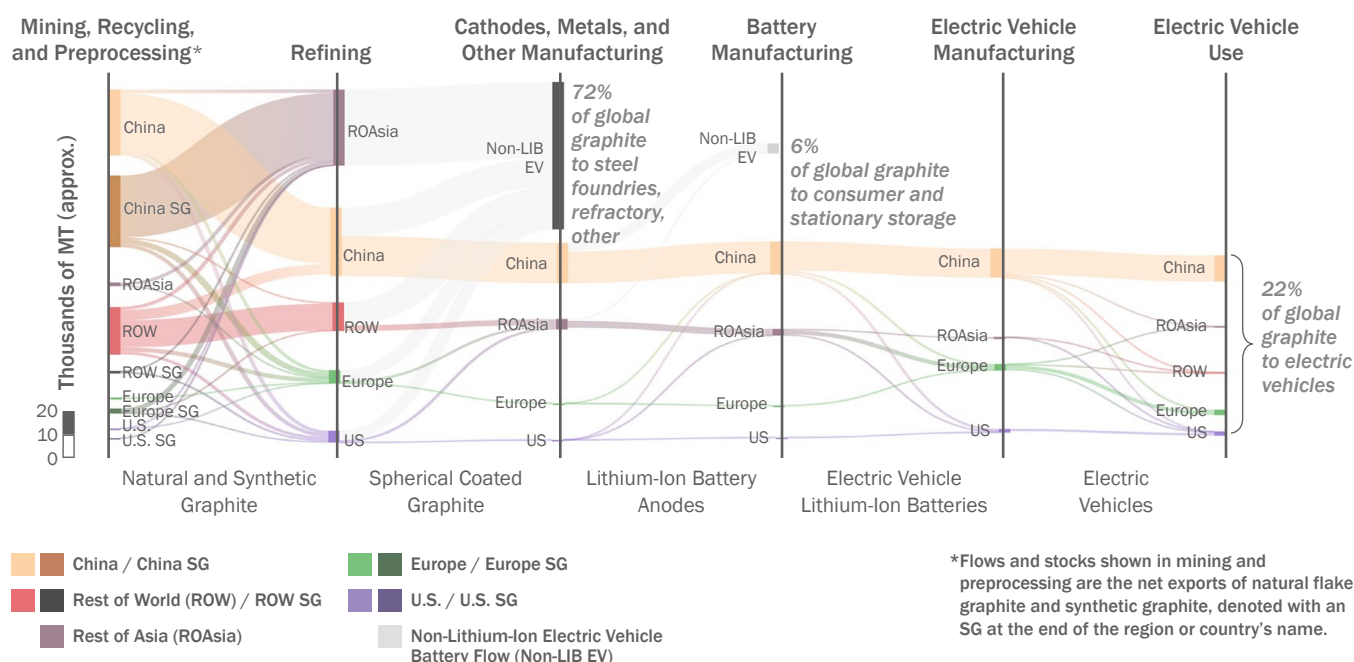 Mining, Recycling,
and Preprocessing*
Refining
Cathodes, Metals, and
Other Manufacturing
Battery
Manufacturing
Electric Vehicle
Manufacturing
Electric Vehicle
Use
Thousands of MT (approx.)
20
10
0
China
China SG
ROAsia
ROW
ROW SG
Europe
Europe SG
U.S.
U.S. SG
ROAsia
China
ROW
Europe
US
Non-LIB
EV
72%
of global
graphite
to steel
foundries,
refractory,
other
China
ROAsia
Europe
US
Non-LIB
EV
6%
of global graphite
to consumer and
stationary storage
China
ROAsia
Europe
US
China
ROAsia
Europe
US
China
ROAsia
ROW
Europe
US
22%
of global
graphite
to electric
vehicles
Natural and Synthetic
Graphite
Spherical Coated
Graphite
Lithium-Ion Battery
Anodes
Electric Vehicle
Lithium-Ion Batteries
Electric
Vehicles
China / China SG
Rest of World (ROW) / ROW SG
Rest of Asia (ROAsia)
Europe / Europe SG
U.S. / U.S. SG
Non-Lithium-Ion Electric Vehicle
Battery Flow (Non-LIB EV)
*Flows and stocks shown in mining and
preprocessing are the net exports of natural flake
graphite and synthetic graphite, denoted with an
SG at the end of the region or country's name.